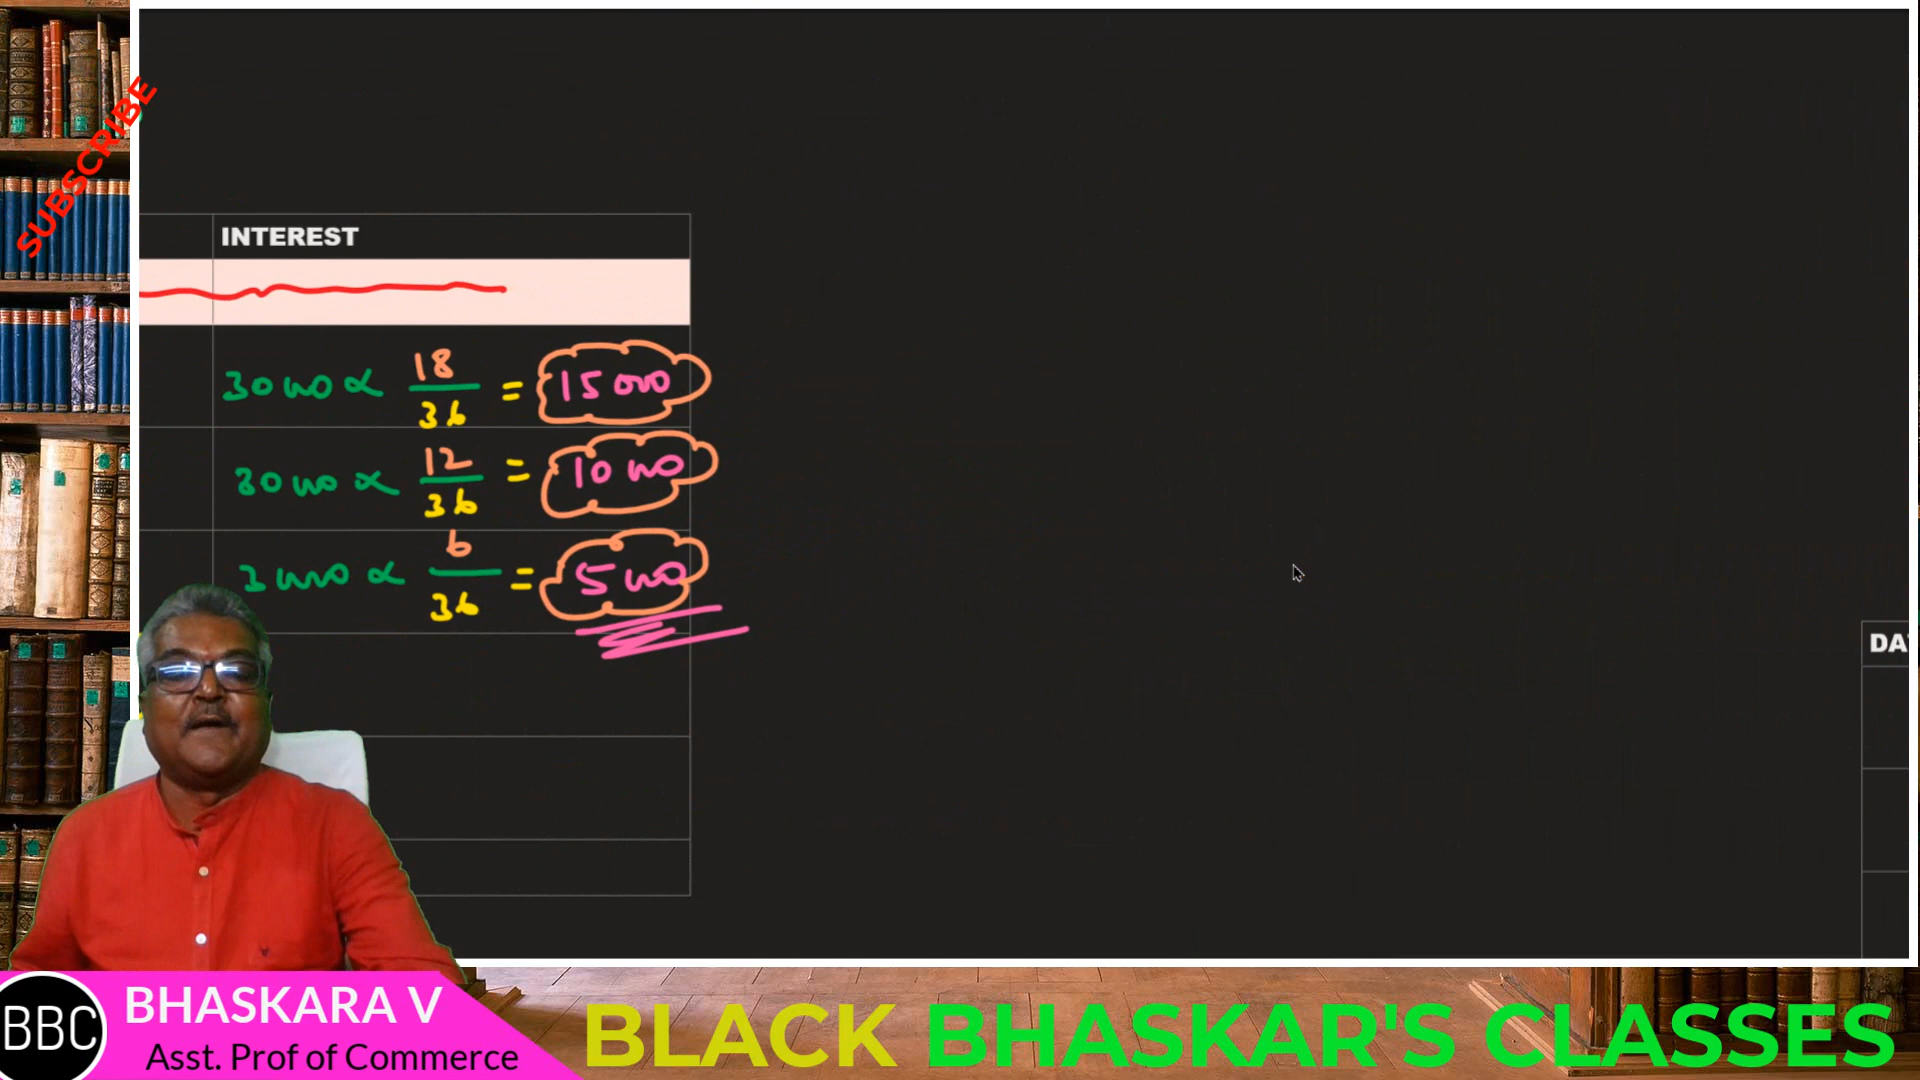 SUBSCRIBE
INTEREST
30000 × 18/36 = 15000
30000 × 12/36 = 10000
30000 × 6/36 = 5000
DA
BBC
BHASKARA V
Asst. Prof of Commerce
BLACK BHASKAR'S CLASSES